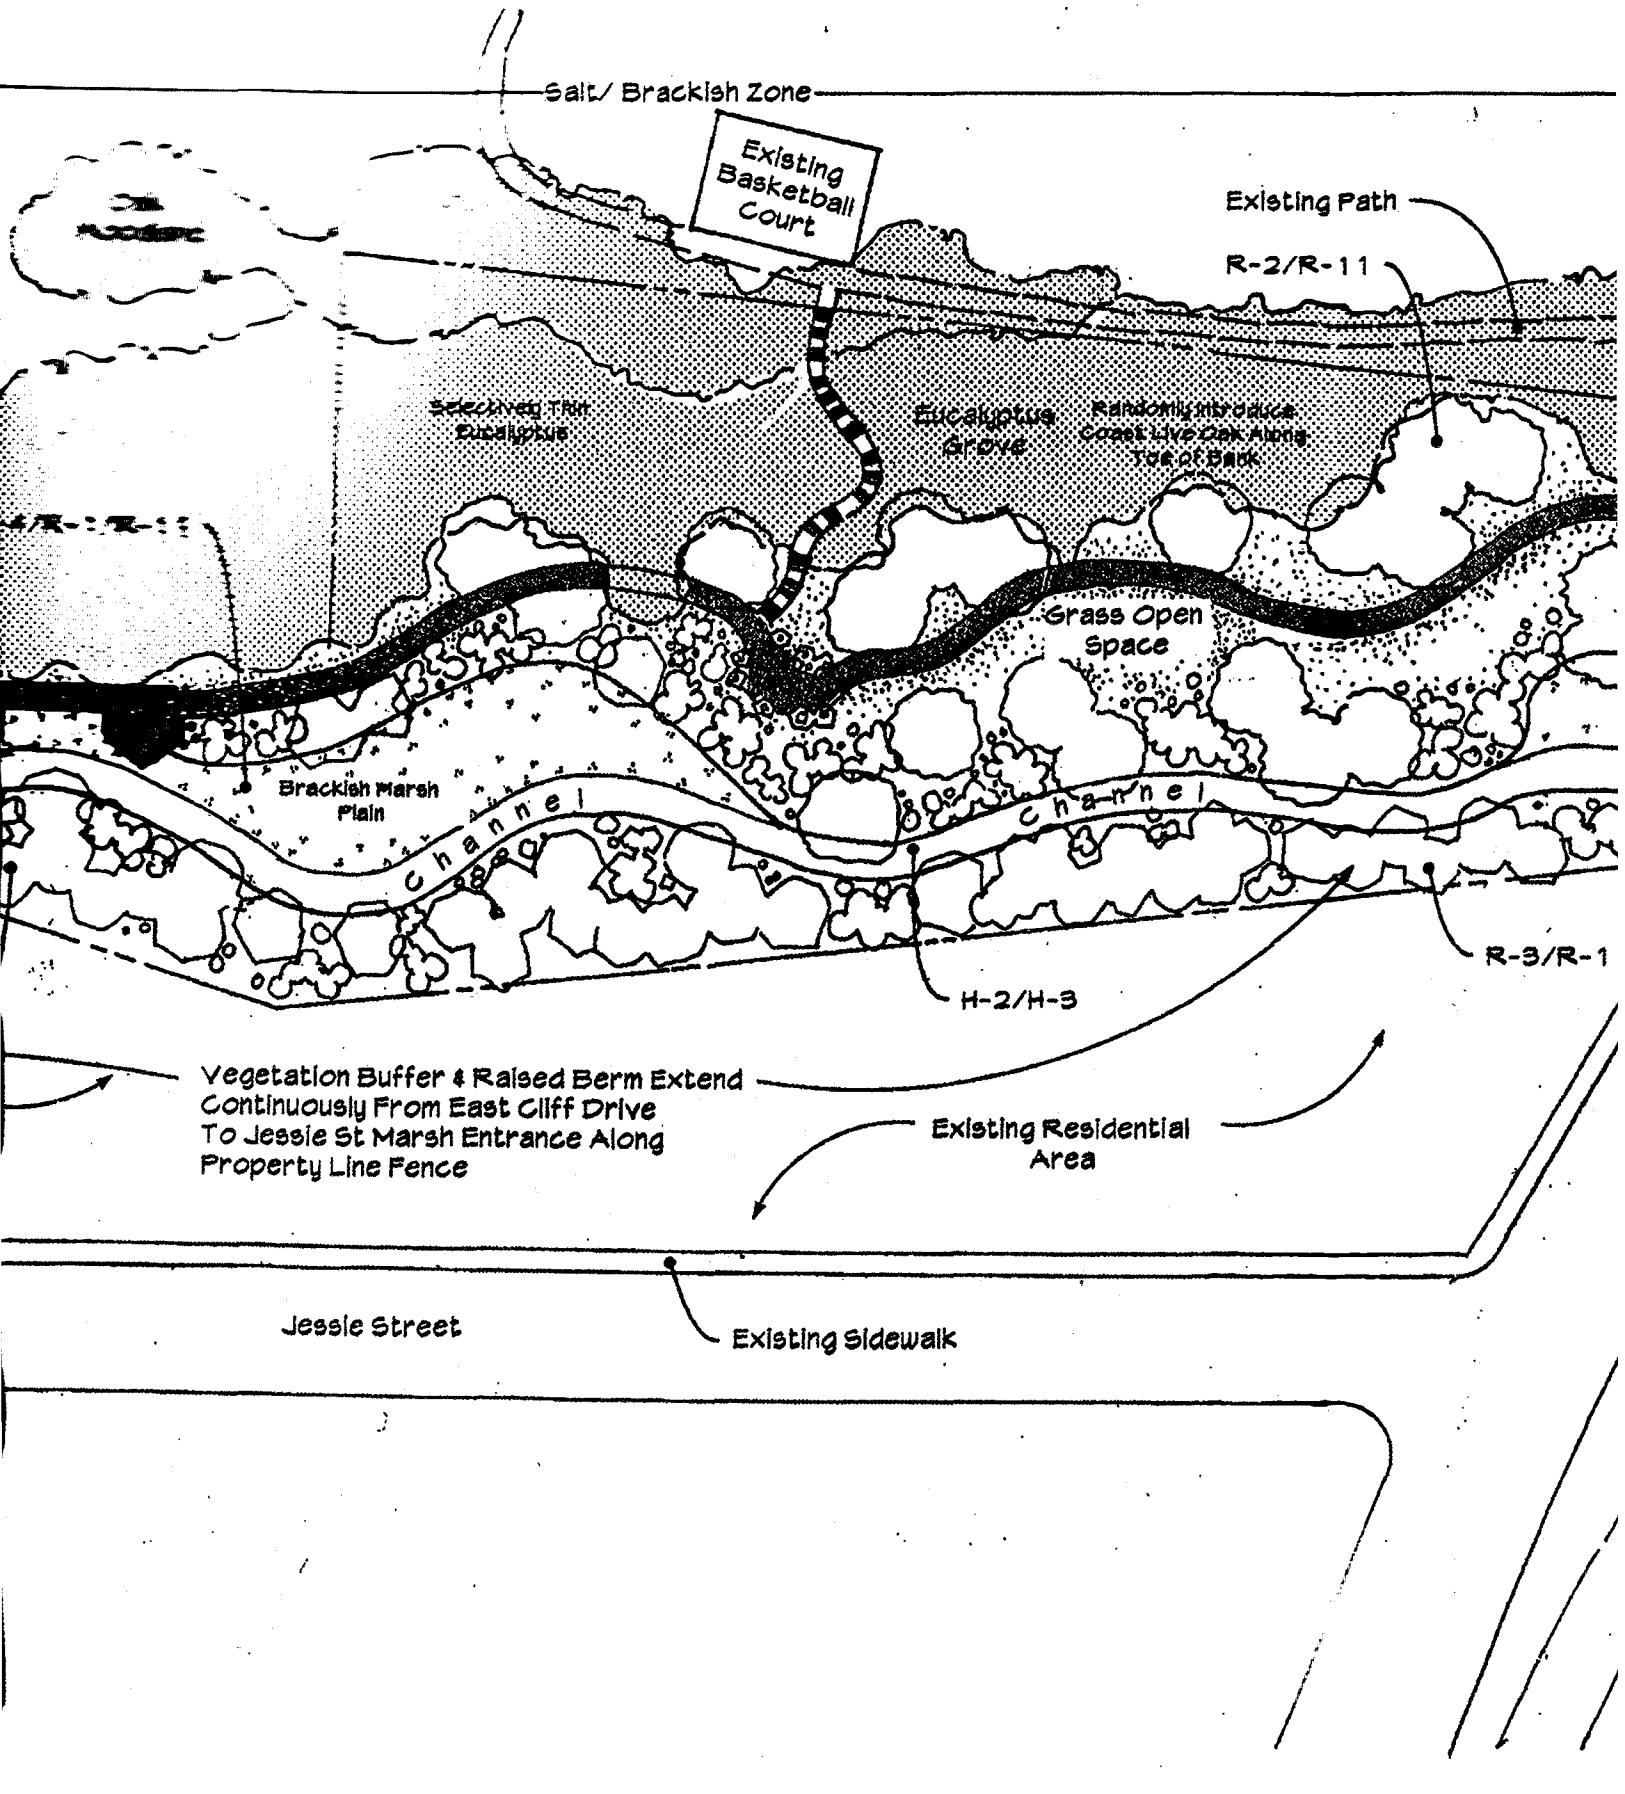 Salt/ Brackish Zone
Existing
Basketball
Court
Existing Path
R-2/R-11
Selectively Thin
Eucalyptus
Eucalyptus
Grove
Randomly Introduce
Coast Live Oak Along
Toe of Bank
Grass Open
Space
Brackish Marsh
Plain
Channel
Channel
R-3/R-1
H-2/H-3
Vegetation Buffer & Raised Berm Extend
Continuously From East Cliff Drive
To Jessie St Marsh Entrance Along
Property Line Fence
Existing Residential
Area
Jessie Street
Existing Sidewalk